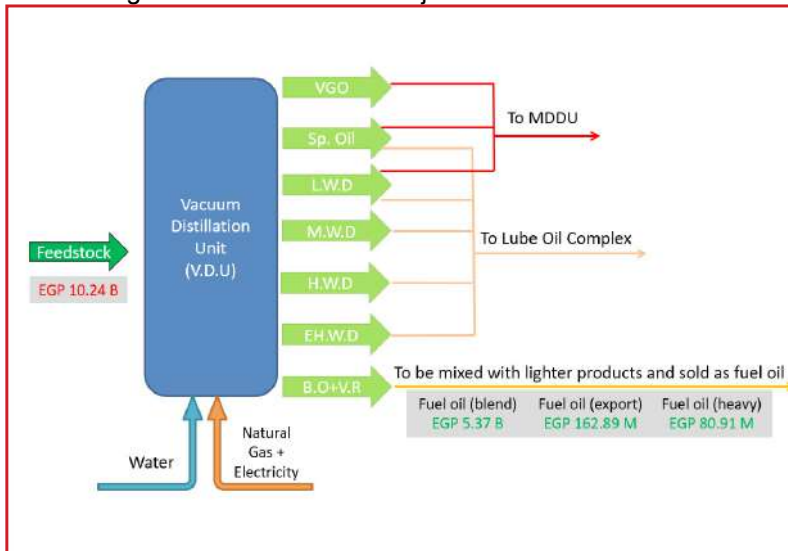 VGO
To MDDU
Sp. Oil
L.W.D
Vacuum
Distillation
Unit
(V.D.U)
M.W.D
To Lube Oil Complex
Feedstock
EGP 10.24 B
H.W.D
EH.W.D
To be mixed with lighter products and sold as fuel oil
B.O+V.R
Fuel oil (blend) Fuel oil (export) Fuel oil (heavy)
EGP 5.37 B EGP 162.89 M EGP 80.91 M
Water
Natural
Gas +
Electricity